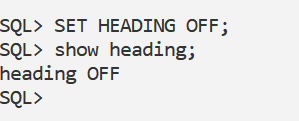 SQL> SET HEADING OFF;
SQL> show heading;
heading OFF
SQL>